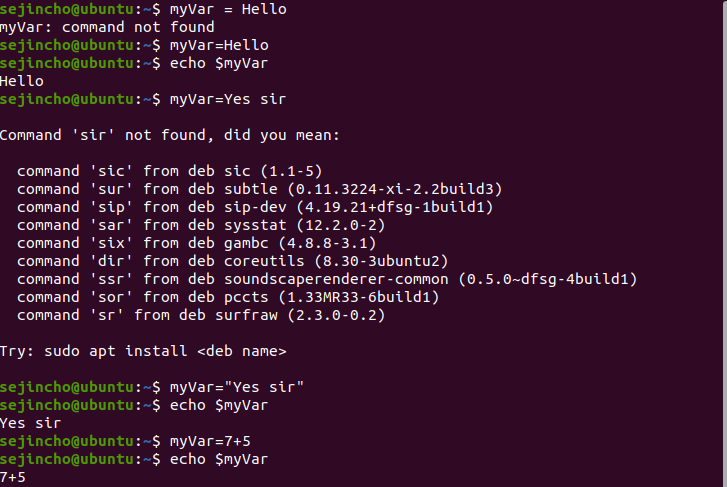 sejincho@ubuntu:~$ myVar = Hello
myVar: command not found
sejincho@ubuntu:~$ myVar=Hello
sejincho@ubuntu:~$ echo $myVar
Hello
sejincho@ubuntu:~$ myVar=Yes sir
Command 'sir' not found, did you mean:
command 'sic' from deb sic (1.1-5)
command 'sur' from deb subtle (0.11.3224-xi-2.2build3)
command 'sip' from deb sip-dev (4.19.21+dfsg-1build1)
command 'sar' from deb sysstat (12.2.0-2)
command 'six' from deb gambc (4.8.8-3.1)
command 'dir' from deb coreutils (8.30-3ubuntu2)
command 'ssr' from deb soundscaperenderer-common (0.5.0~dfsg-4build1)
command 'sor' from deb pccts (1.33MR33-6build1)
command 'sr' from deb surfraw (2.3.0-0.2)
Try: sudo apt install <deb name>
sejincho@ubuntu:~$ myVar="Yes sir"
sejincho@ubuntu:~$ echo $myVar
Yes sir
sejincho@ubuntu:~$ myVar=7+5
sejincho@ubuntu:~$ echo $myVar
7+5